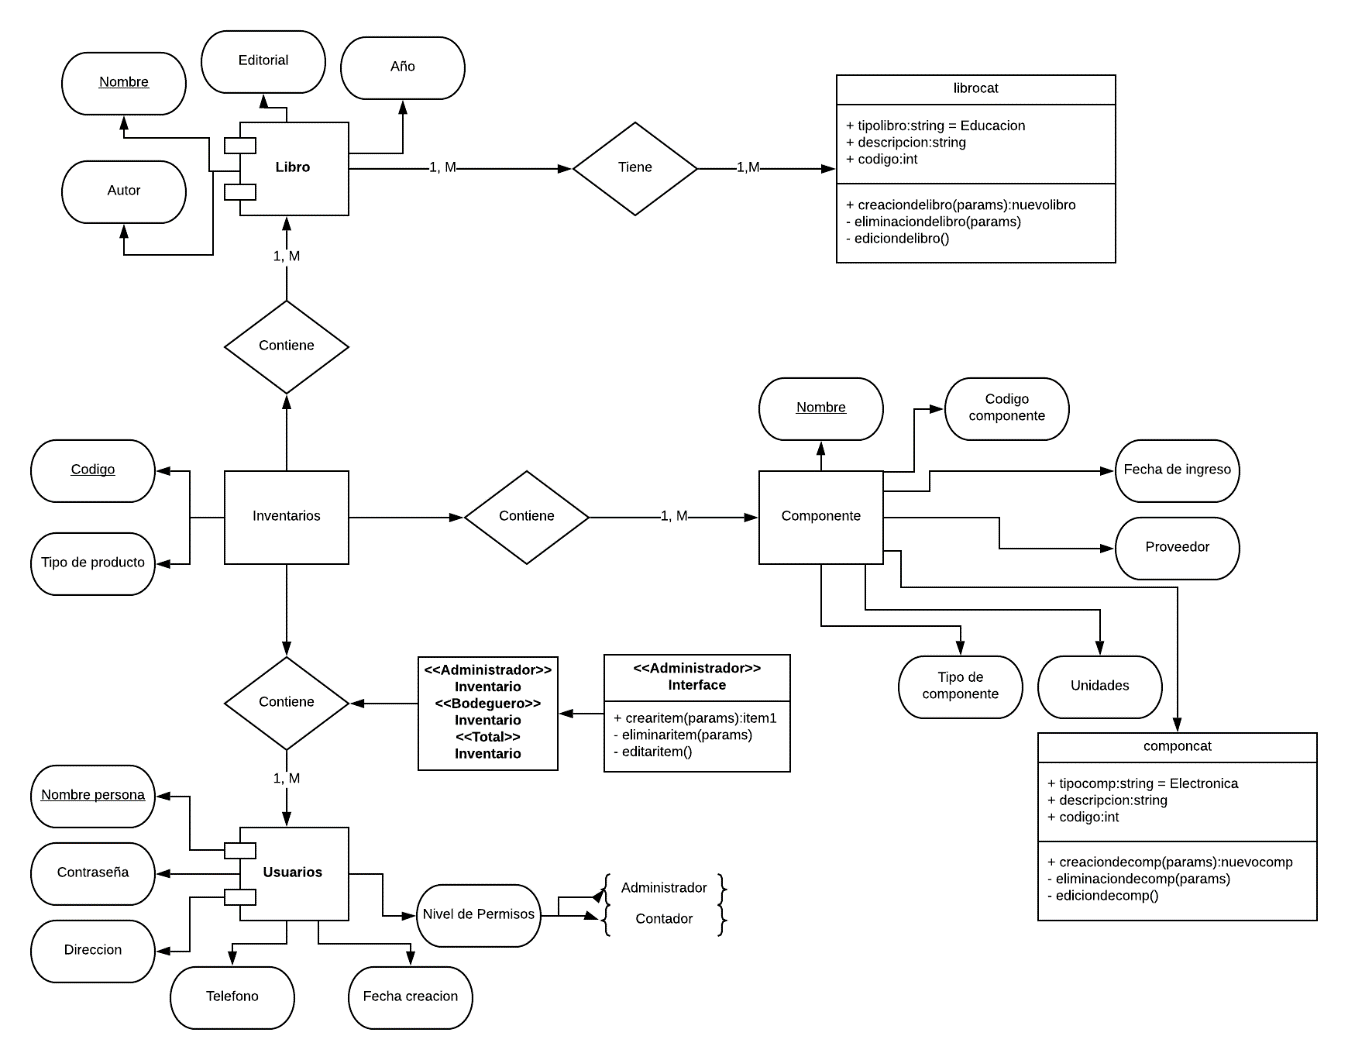 Nombre
Editorial
Año
Autor
Libro
1, M
Tiene
1,M
librocat
+ tipolibro:string = Educacion
+ descripcion:string
+ codigo:int
+ creaciondelibro(params):nuevolibro
- eliminaciondelibro(params)
- ediciondelibro()
1, M
Contiene
Codigo
Tipo de producto
Inventarios
Contiene
1, M
Componente
Nombre
Codigo
componente
Fecha de ingreso
Proveedor
Tipo de
componente
Unidades
componcat
+ tipocomp:string = Electronica
+ descripcion:string
+ codigo:int
+ creaciondecomp(params):nuevocomp
- eliminaciondecomp(params)
- ediciondecomp()
Contiene
<<Administrador>>
Inventario
<<Bodeguero>>
Inventario
<<Total>>
Inventario
<<Administrador>>
Interface
+ crearitem(params):item1
- eliminaritem(params)
- editaritem()
1, M
Nombre persona
Contraseña
Direccion
Usuarios
Telefono
Fecha creacion
Nivel de Permisos
Administrador
Contador